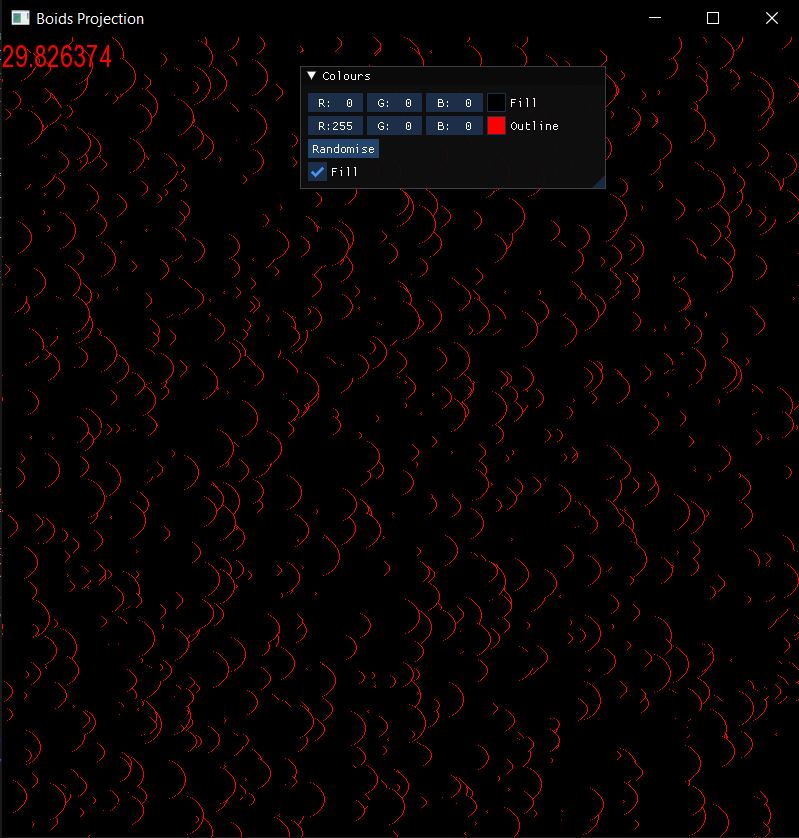 Boids Projection
29.826374
Colours
R: 0 G: 0 B: 0 Fill
R:255 G: 0 B: 0 Outline
Randomise
Fill